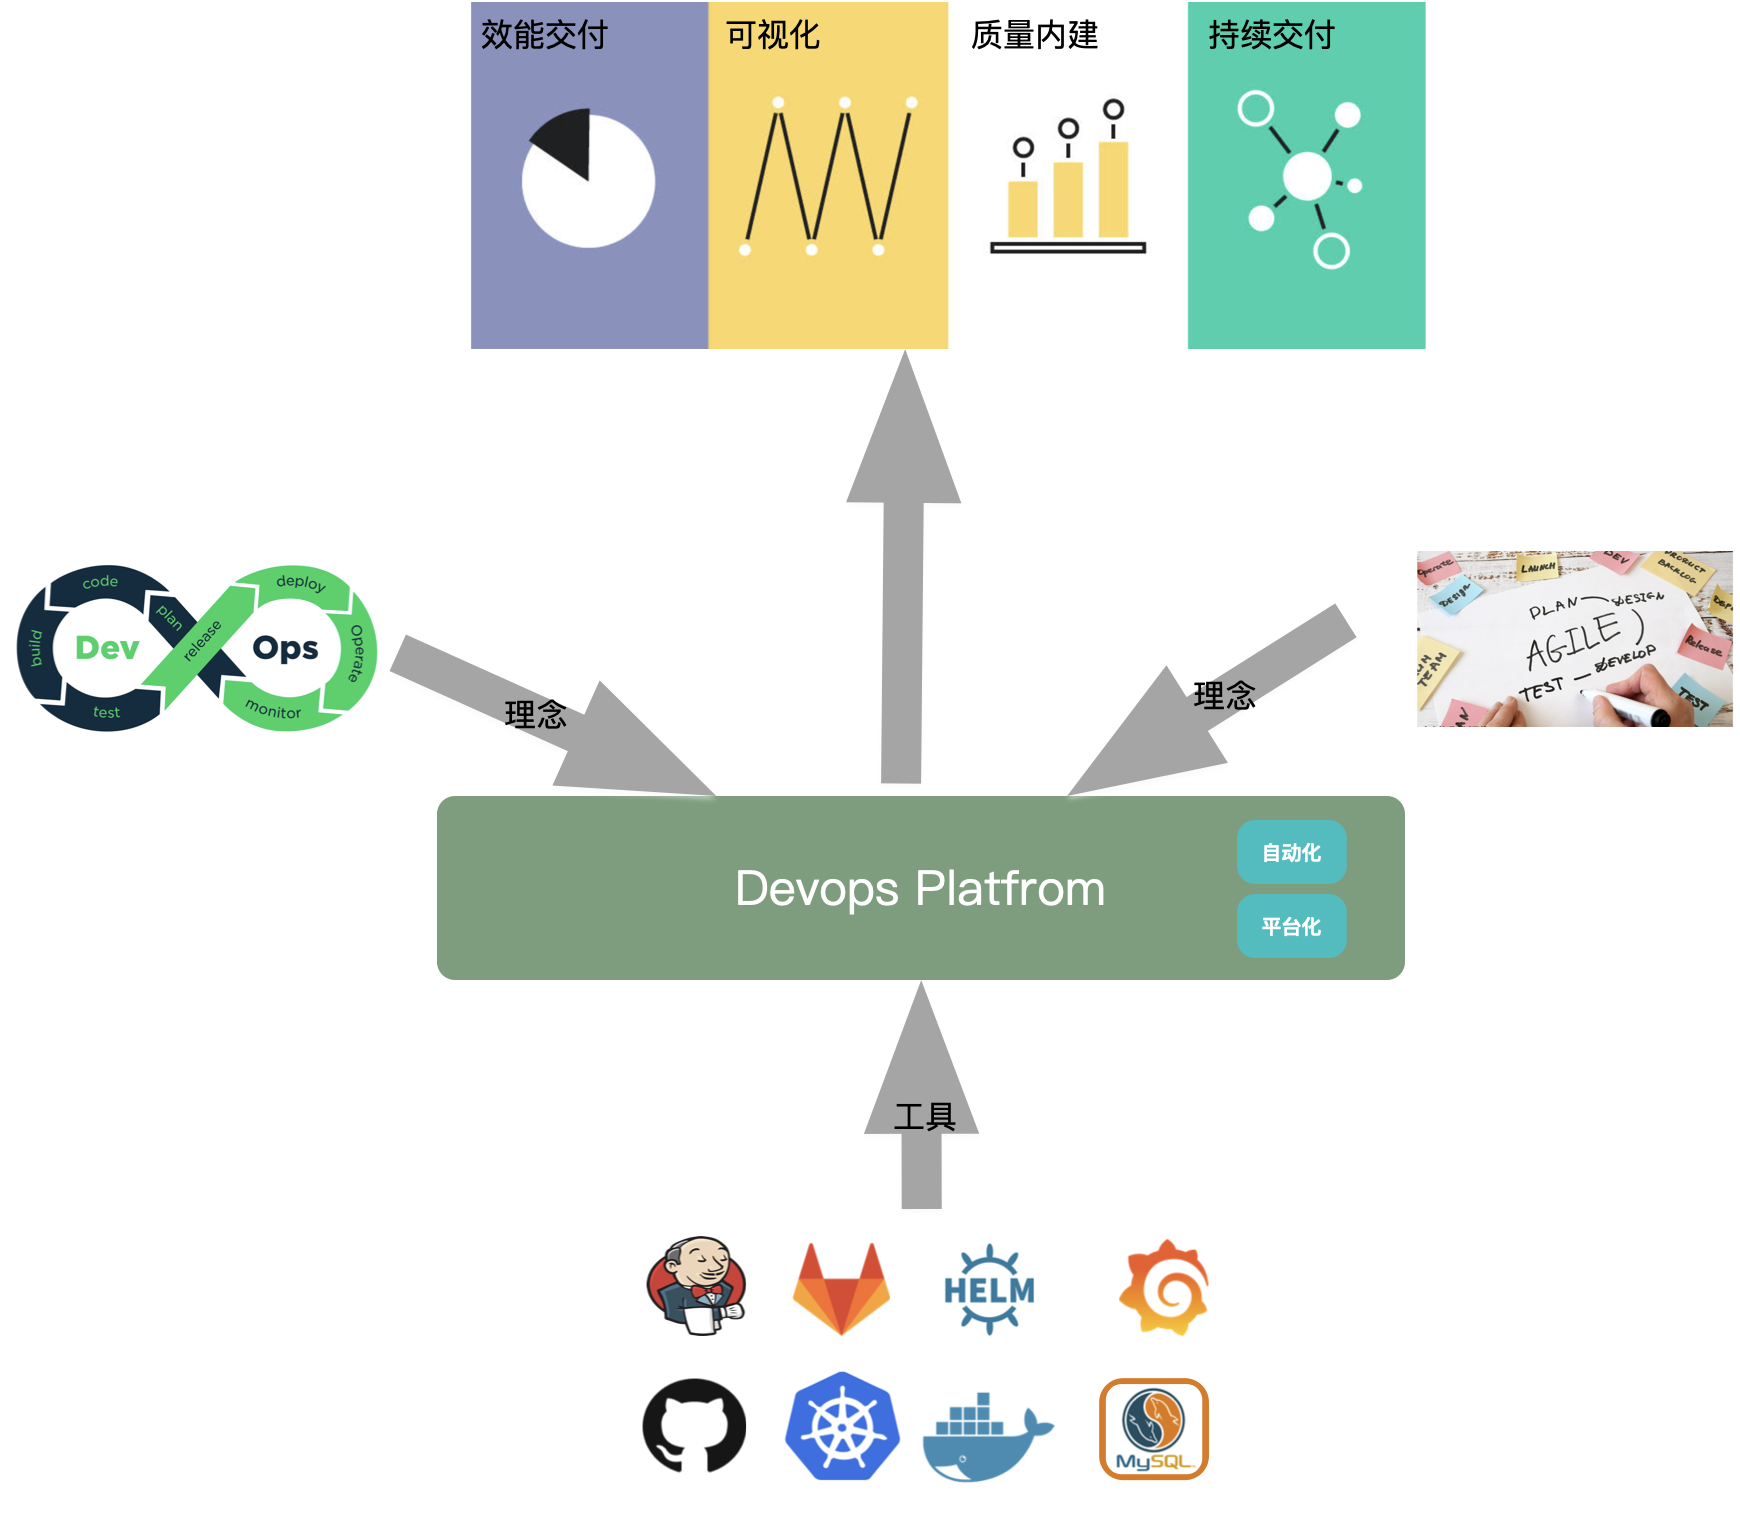 效能交付
可视化
质量内建
持续交付
code
plan
build
test
Dev
release
deploy
Operate
monitor
Ops
理念
理念
Operate
DESIGN
LAUNCH
DEV
PRODUCT
BACKLOG
PLAN
DESIGN
AGILE
DEVELOP
TEST
Release
TEAM
TEST
Devops Platfrom
自动化
平台化
工具
HELM
MySQL